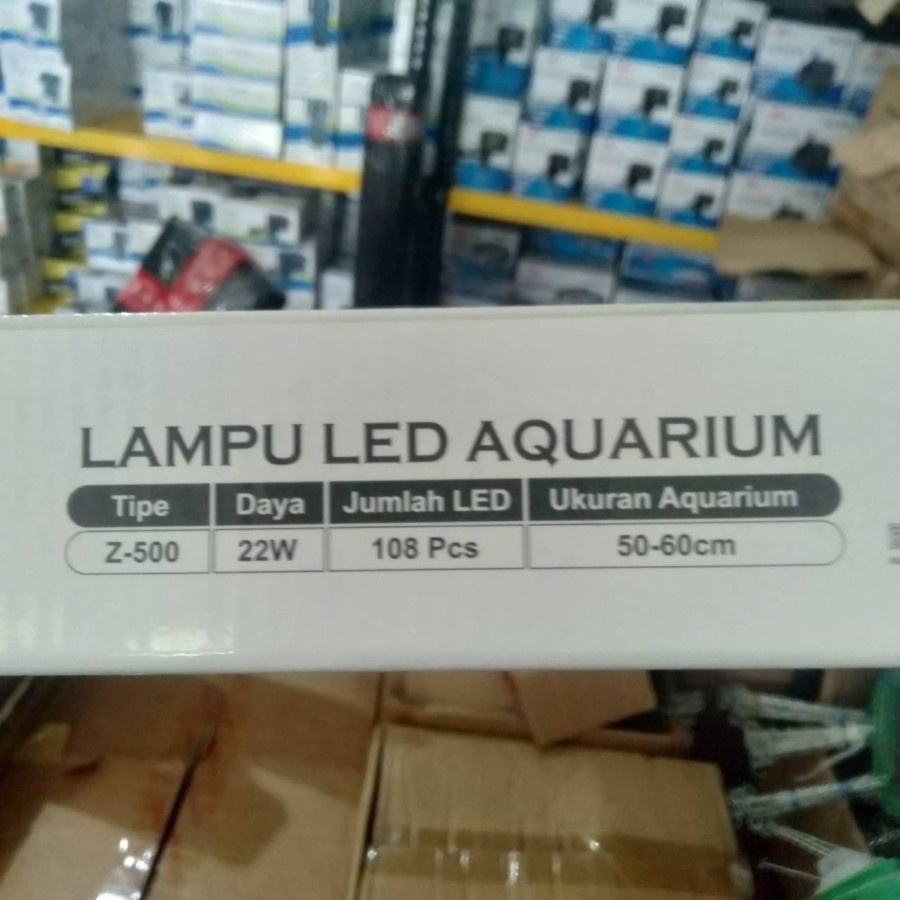 LAMPU LED AQUARIUM
Tipe Daya Jumlah LED Ukuran Aquarium
Z-500 22W 108 Pcs 50-60cm